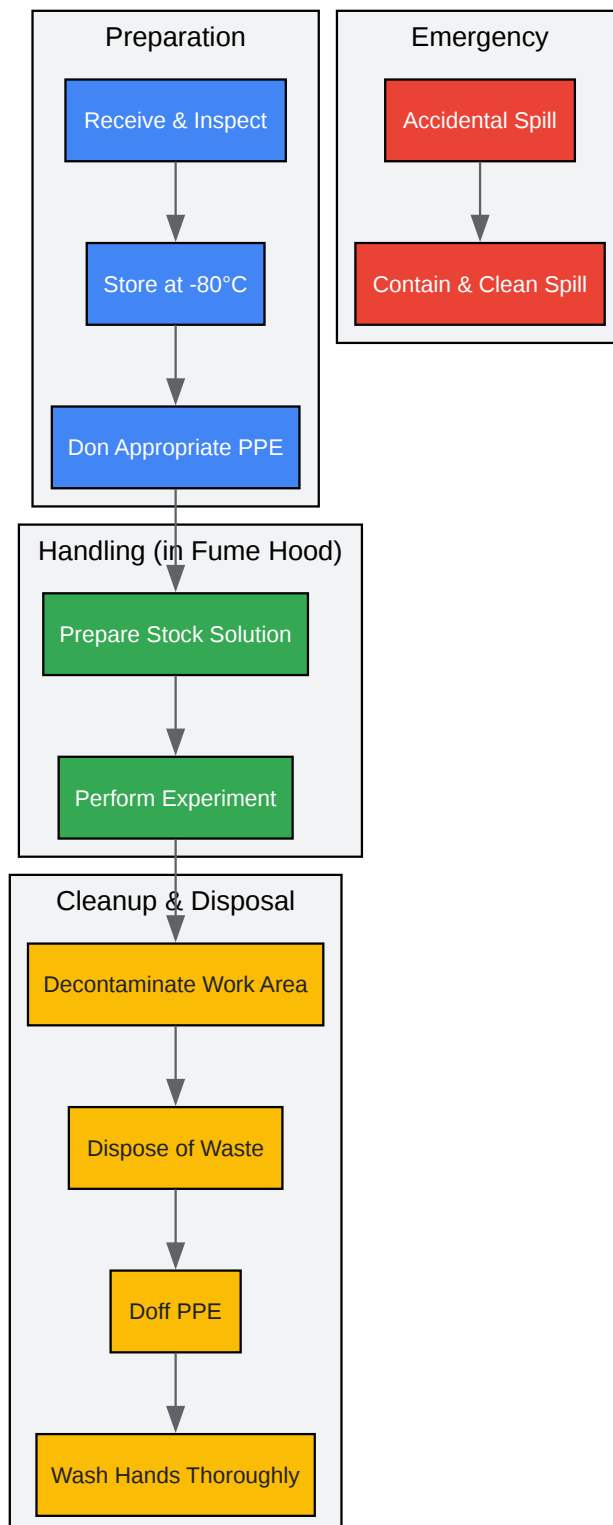 Preparation
Receive & Inspect
Store at -80°C
Don Appropriate PPE
Emergency
Accidental Spill
Contain & Clean Spill
Handling (in Fume Hood)
Prepare Stock Solution
Perform Experiment
Cleanup & Disposal
Decontaminate Work Area
Dispose of Waste
Doff PPE
Wash Hands Thoroughly